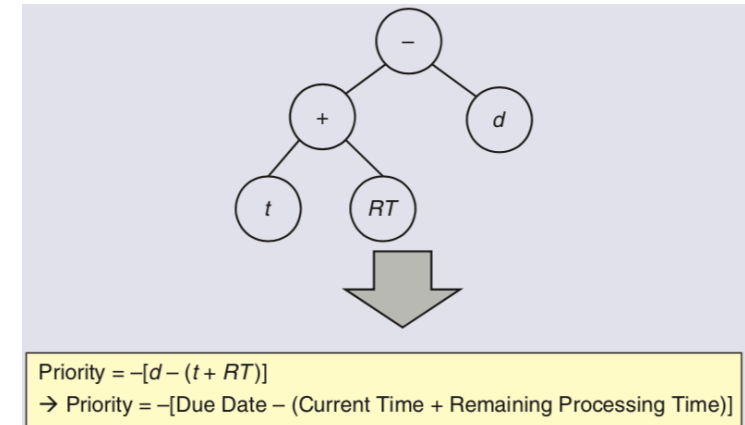 –
+
d
t
RT
Priority = –[d – (t + RT)]
→ Priority = –[Due Date – (Current Time + Remaining Processing Time)]